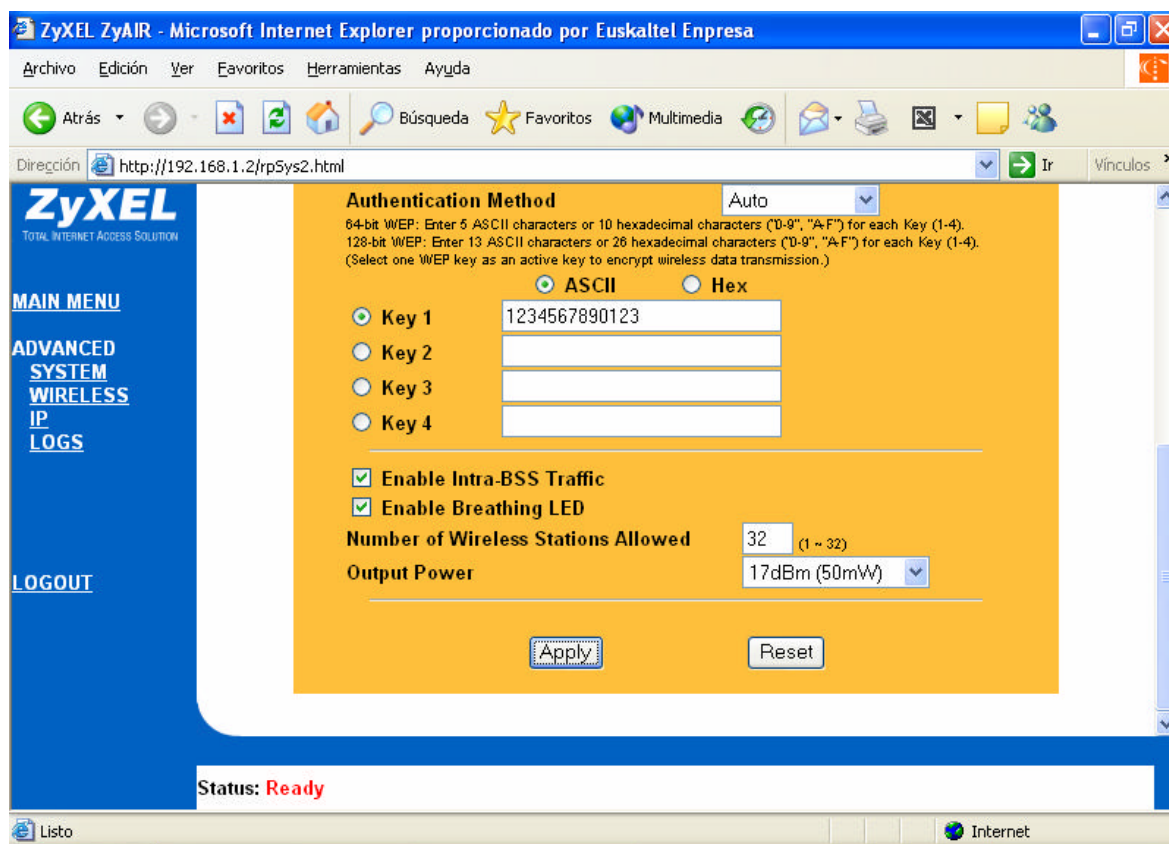 ZyXEL ZyAIR - Microsoft Internet Explorer proporcionado por Euskaltel Enpresa
Archivo Edición Ver Favoritos Herramientas Ayuda
Atrás Búsqueda Favoritos Multimedia
Dirección http://192.168.1.2/rpSys2.html Ir Vínculos
ZyXEL
TOTAL INTERNET ACCESS SOLUTION
MAIN MENU
ADVANCED
SYSTEM
WIRELESS
IP
LOGS
LOGOUT
Authentication Method Auto
64-bit WEP: Enter 5 ASCII characters or 10 hexadecimal characters ("0-9", "A-F") for each Key (1-4).
128-bit WEP: Enter 13 ASCII characters or 26 hexadecimal characters ("0-9", "A-F") for each Key (1-4).
(Select one WEP key as an active key to encrypt wireless data transmission.)
ASCII Hex
Key 1 1234567890123
Key 2
Key 3
Key 4
Enable Intra-BSS Traffic
Enable Breathing LED
Number of Wireless Stations Allowed 32 (1 ~ 32)
Output Power 17dBm (50mW)
Apply Reset
Status: Ready
Listo Internet